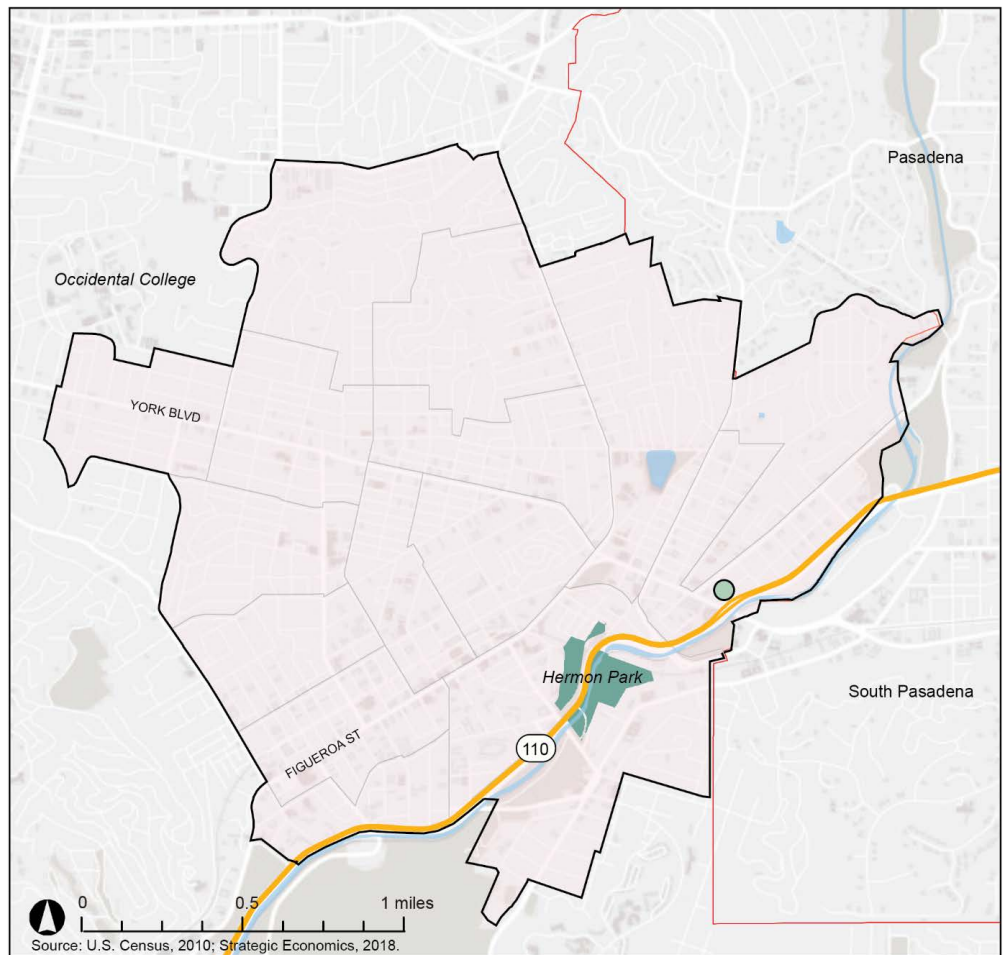 Pasadena
Occidental College
YORK BLVD
Hermon Park
South Pasadena
FIGUEROA ST
110
0 0.5 1 miles
Source: U.S. Census, 2010; Strategic Economics, 2018.